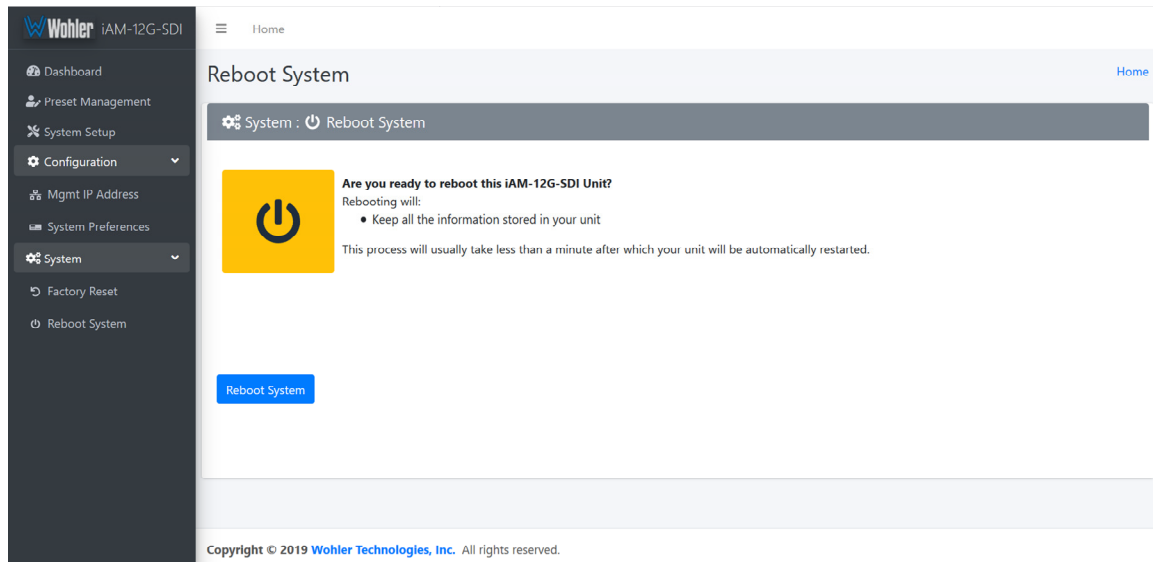 Wohler iAM-12G-SDI
Home
Dashboard
Preset Management
System Setup
Configuration
Mgmt IP Address
System Preferences
System
Factory Reset
Reboot System
Reboot System
Home
System : Reboot System
Are you ready to reboot this iAM-12G-SDI Unit?
Rebooting will:
• Keep all the information stored in your unit
This process will usually take less than a minute after which your unit will be automatically restarted.
Reboot System
Copyright © 2019 Wohler Technologies, Inc. All rights reserved.